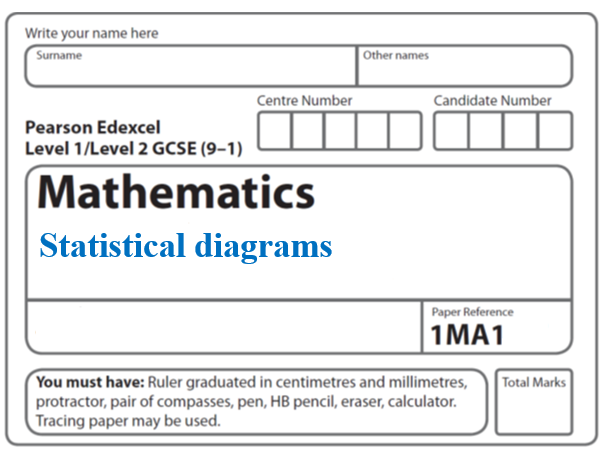 Write your name here
Surname
Other names
Centre Number
Candidate Number
Pearson Edexcel
Level 1/Level 2 GCSE (9–1)
Mathematics
Statistical diagrams
Paper Reference
1MA1
You must have: Ruler graduated in centimetres and millimetres,
protractor, pair of compasses, pen, HB pencil, eraser, calculator.
Tracing paper may be used.
Total Marks